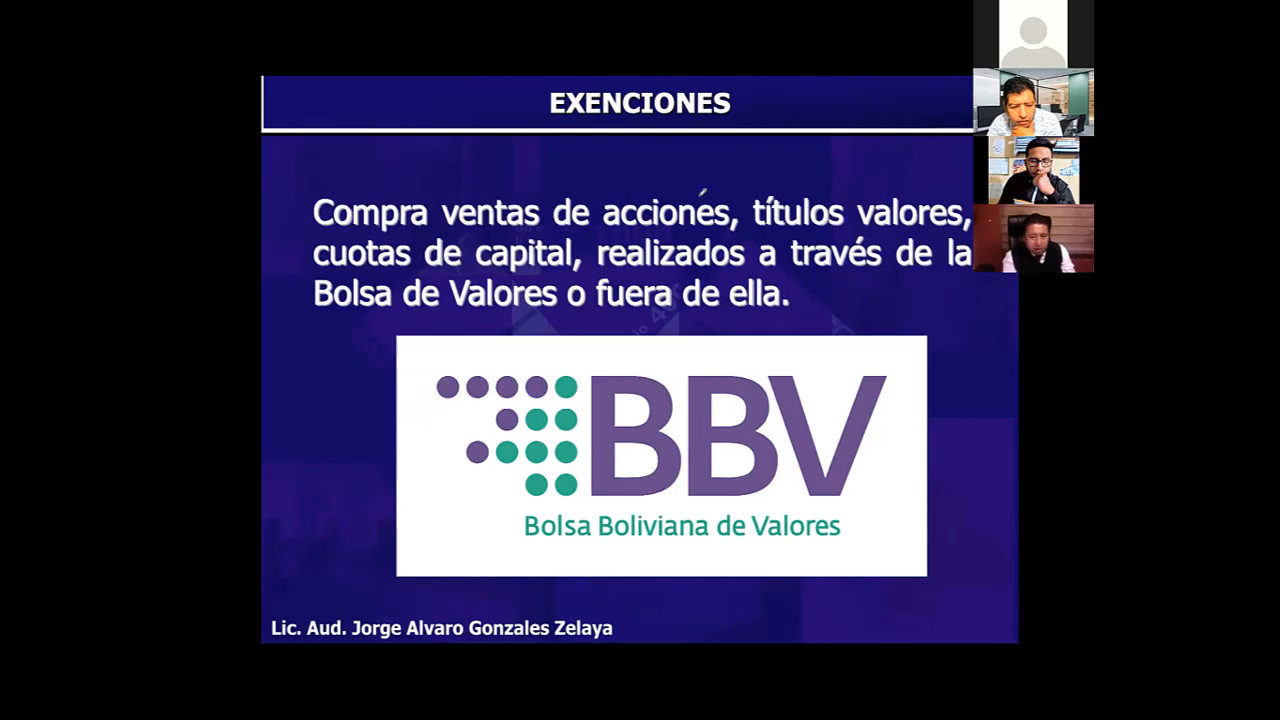 EXENCIONES
Compra ventas de acciones, títulos valores,
cuotas de capital, realizados a través de la
Bolsa de Valores o fuera de ella.
BBV
Bolsa Boliviana de Valores
Lic. Aud. Jorge Alvaro Gonzales Zelaya